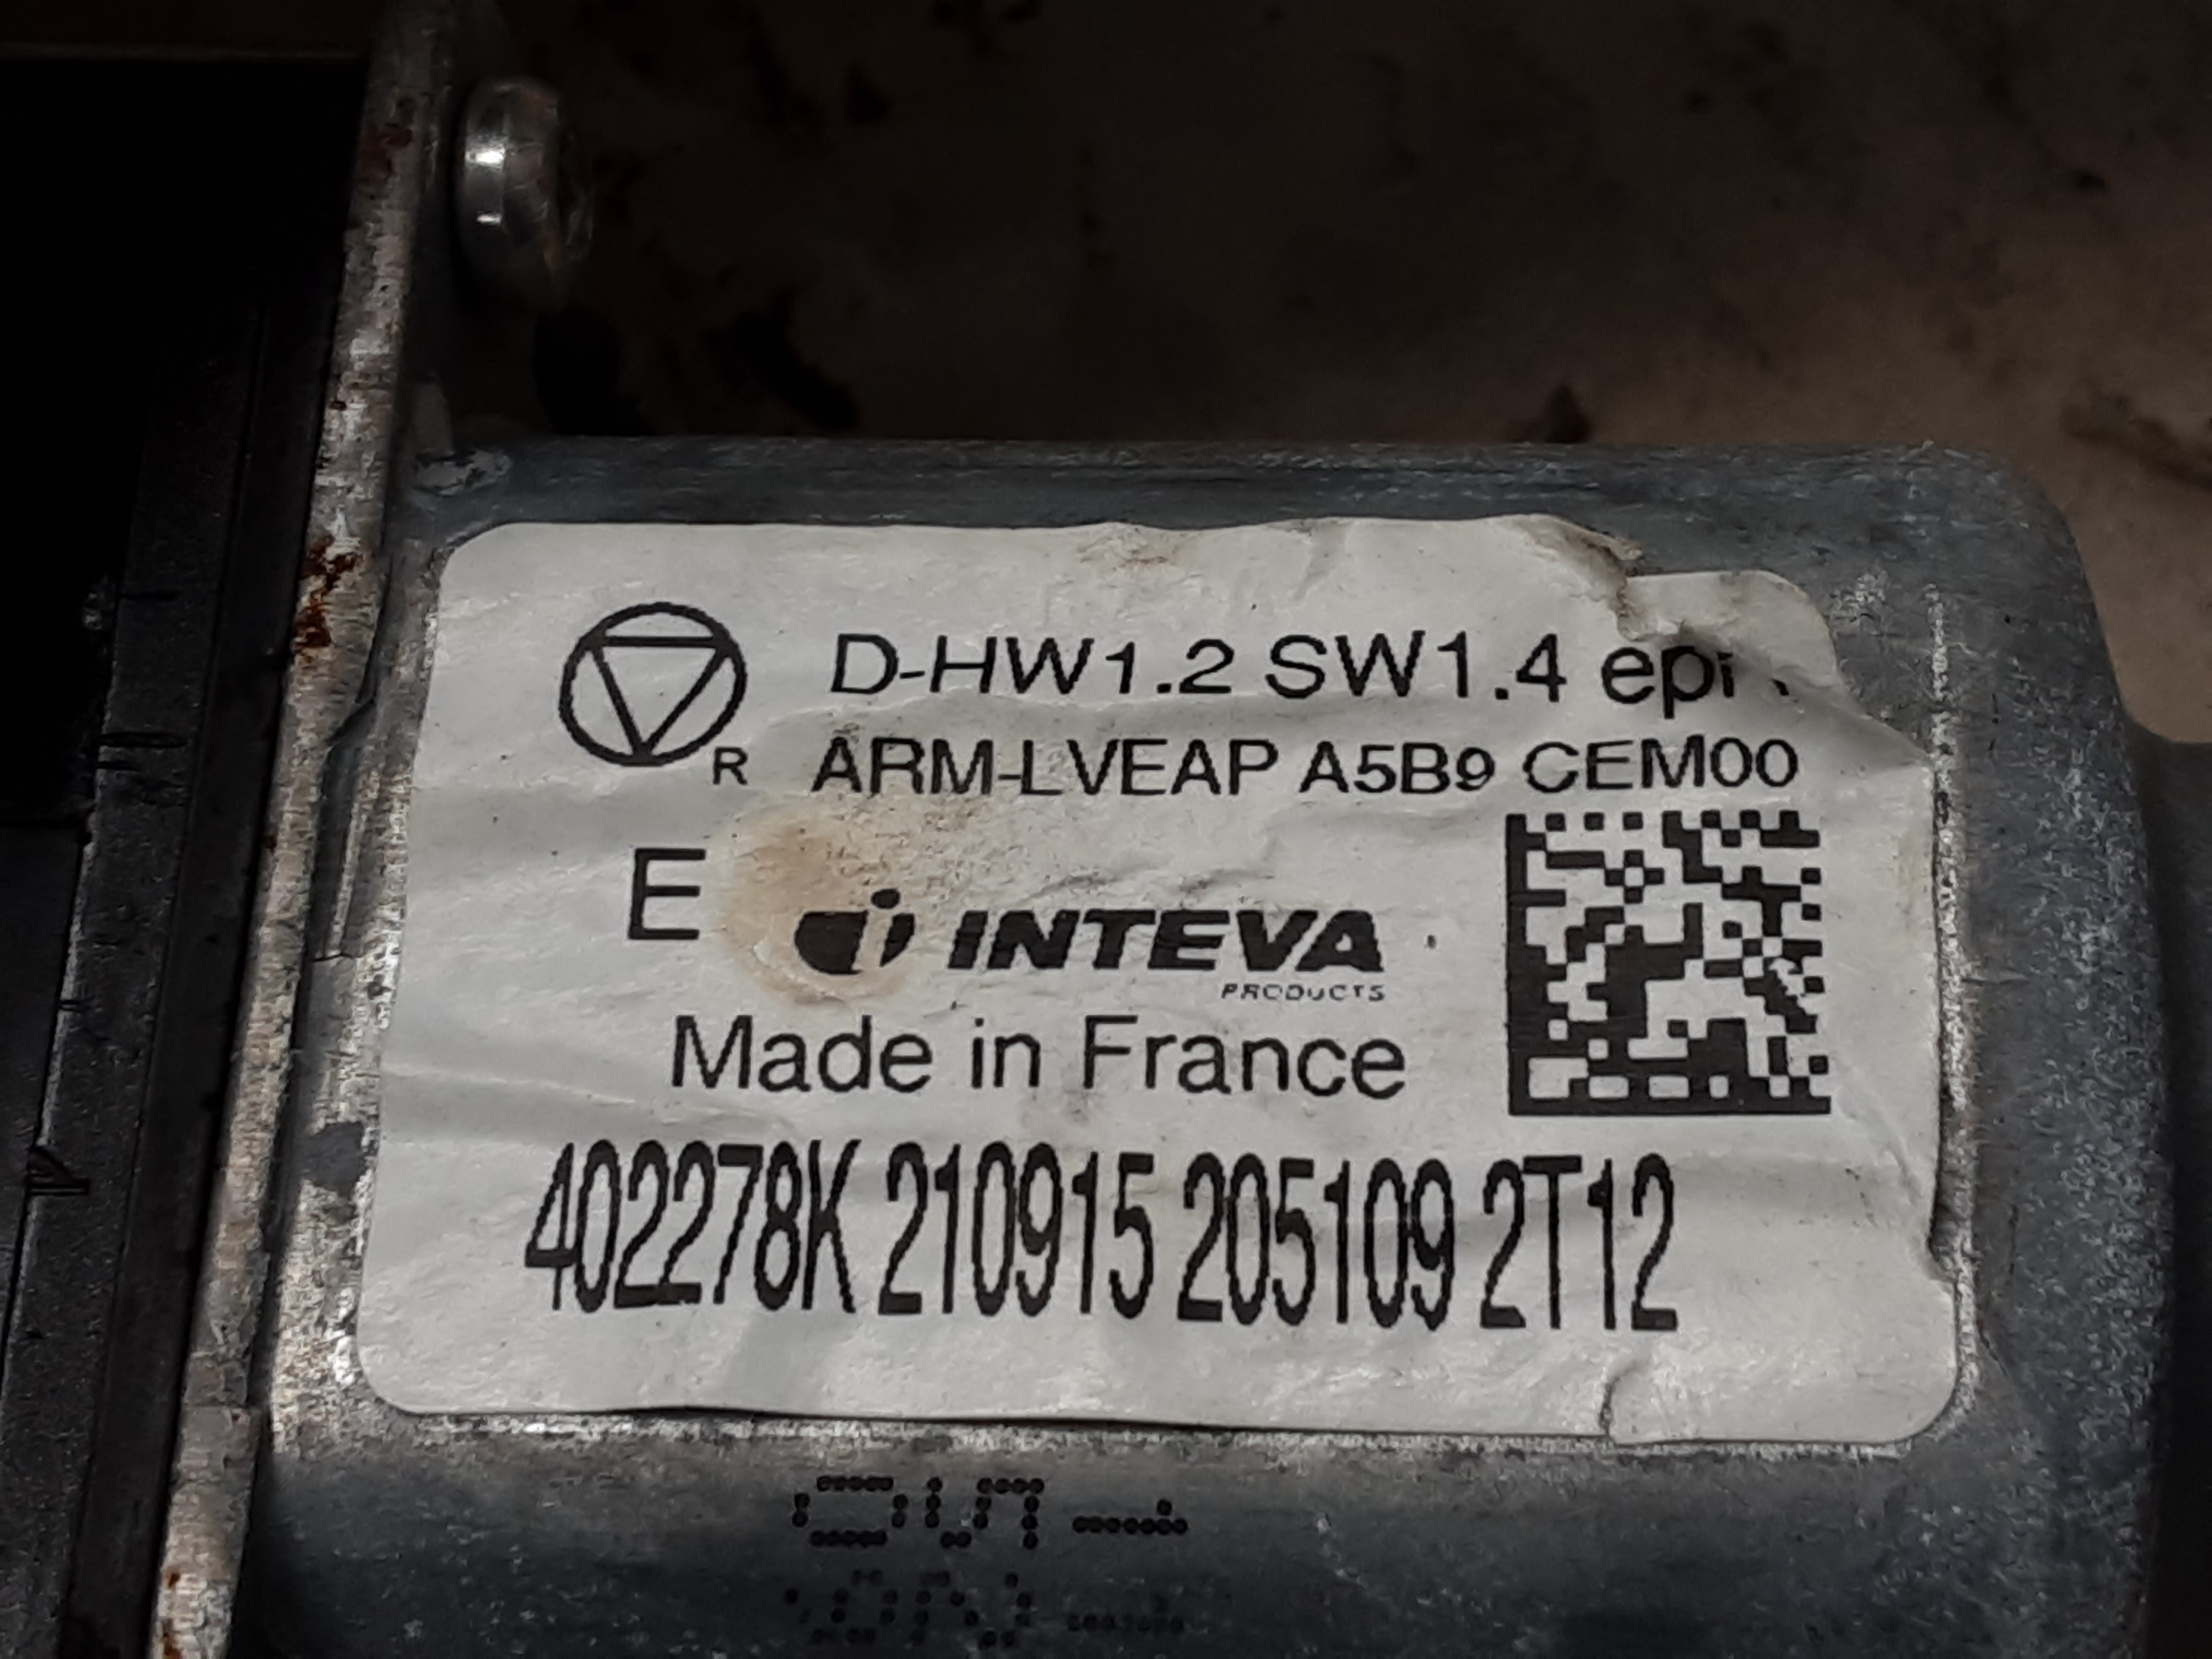 D-HW1.2 SW1.4
R ARM-LVEAP A5B9 CEM00
E INTEVA
PRODUCTS
Made in France
402278K 210915 205109 2T12